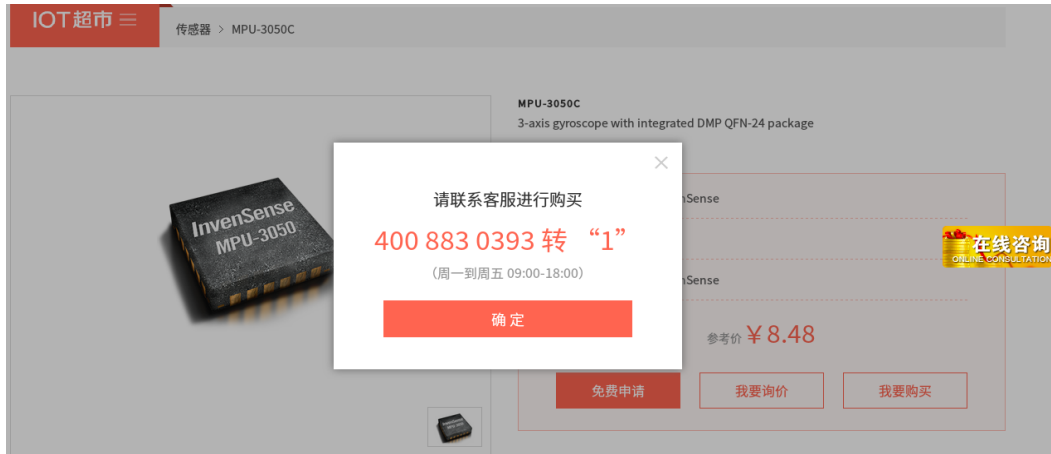 IOT超市
传感器 > MPU-3050C
MPU-3050C
3-axis gyroscope with integrated DMP QFN-24 package
InvenSense
MPU-3050
请联系客服进行购买
400 883 0393 转 “1”
（周一到周五 09:00-18:00）
确 定
nSense
nSense
参考价 ￥8.48
免费申请
我要询价
我要购买
在线咨询
ONLINE CONSULTATION